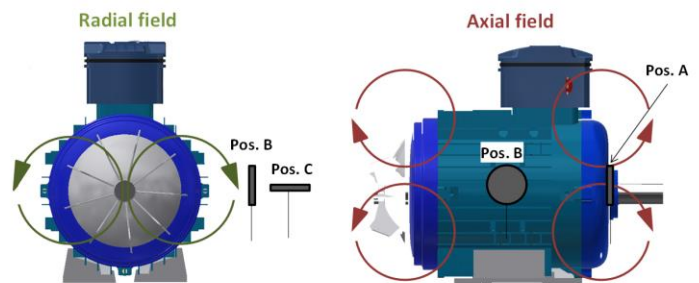 Radial field
Pos. B
Pos. C
Axial field
Pos. A
Pos. B